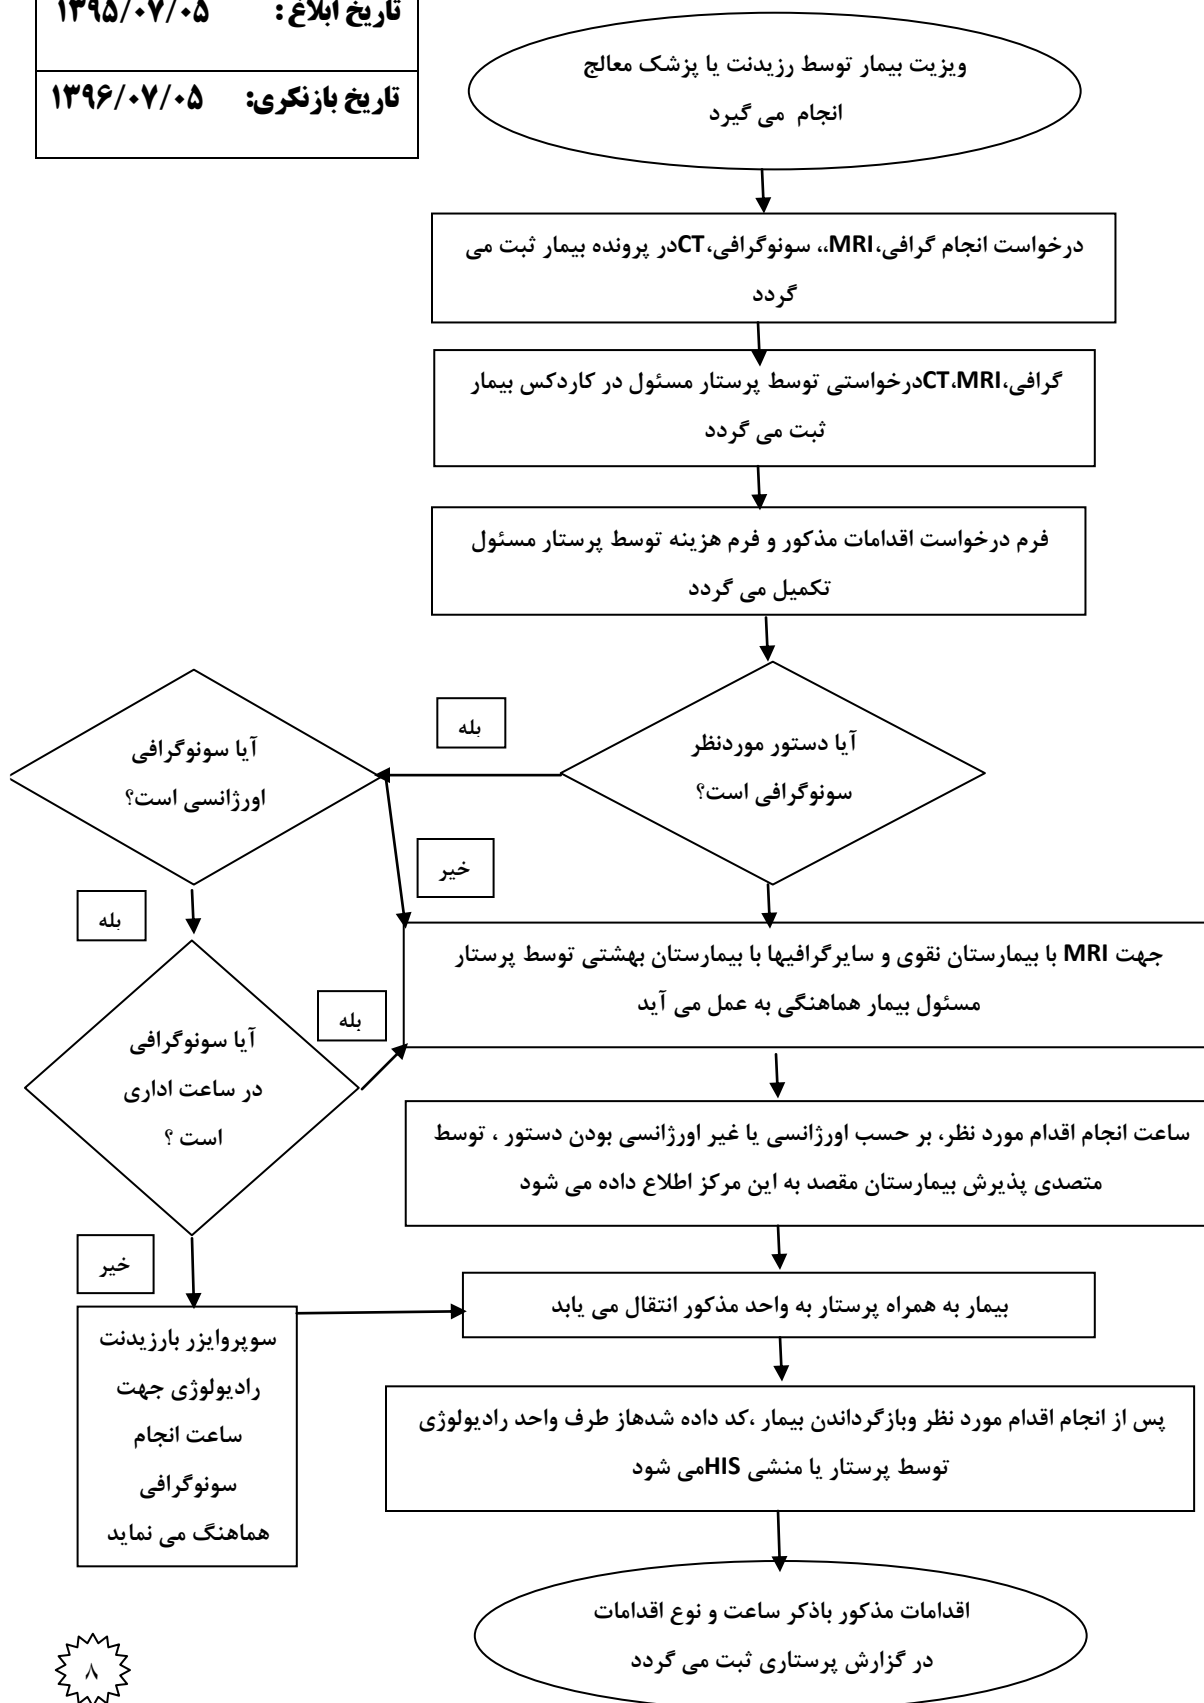 تاریخ ابلاغ : ۱۳۹۵/۰۷/۰۵
تاریخ بازنگری: ۱۳۹۶/۰۷/۰۵
ویزیت بیمار توسط رزیدنت یا پزشک معالج
انجام می گیرد
درخواست انجام گرافی،MRI،، سونوگرافی،CTدر پرونده بیمار ثبت می
گردد
گرافی،CT،MRIدرخواستی توسط پرستار مسئول در کاردکس بیمار
ثبت می گردد
فرم درخواست اقدامات مذکور و فرم هزینه توسط پرستار مسئول
تکمیل می گردد
آیا دستور موردنظر
سونوگرافی است؟
بله
آیا سونوگرافی
اورژانسی است؟
خیر
بله
جهت MRI با بیمارستان نقوی و سایرگرافیها با بیمارستان بهشتی توسط پرستار
مسئول بیمار هماهنگی به عمل می آید
بله
آیا سونوگرافی
در ساعت اداری
است ؟
ساعت انجام اقدام مورد نظر، بر حسب اورژانسی یا غیر اورژانسی بودن دستور ، توسط
متصدی پذیرش بیمارستان مقصد به این مرکز اطلاع داده می شود
خیر
بیمار به همراه پرستار به واحد مذکور انتقال می یابد
سوپروایزر بارزیدنت
رادیولوژی جهت
ساعت انجام
سونوگرافی
هماهنگ می نماید
پس از انجام اقدام مورد نظر وبازگرداندن بیمار ،کد داده شدهاز طرف واحد رادیولوژی
توسط پرستار یا منشی HISمی شود
اقدامات مذکور باذکر ساعت و نوع اقدامات
در گزارش پرستاری ثبت می گردد
۸